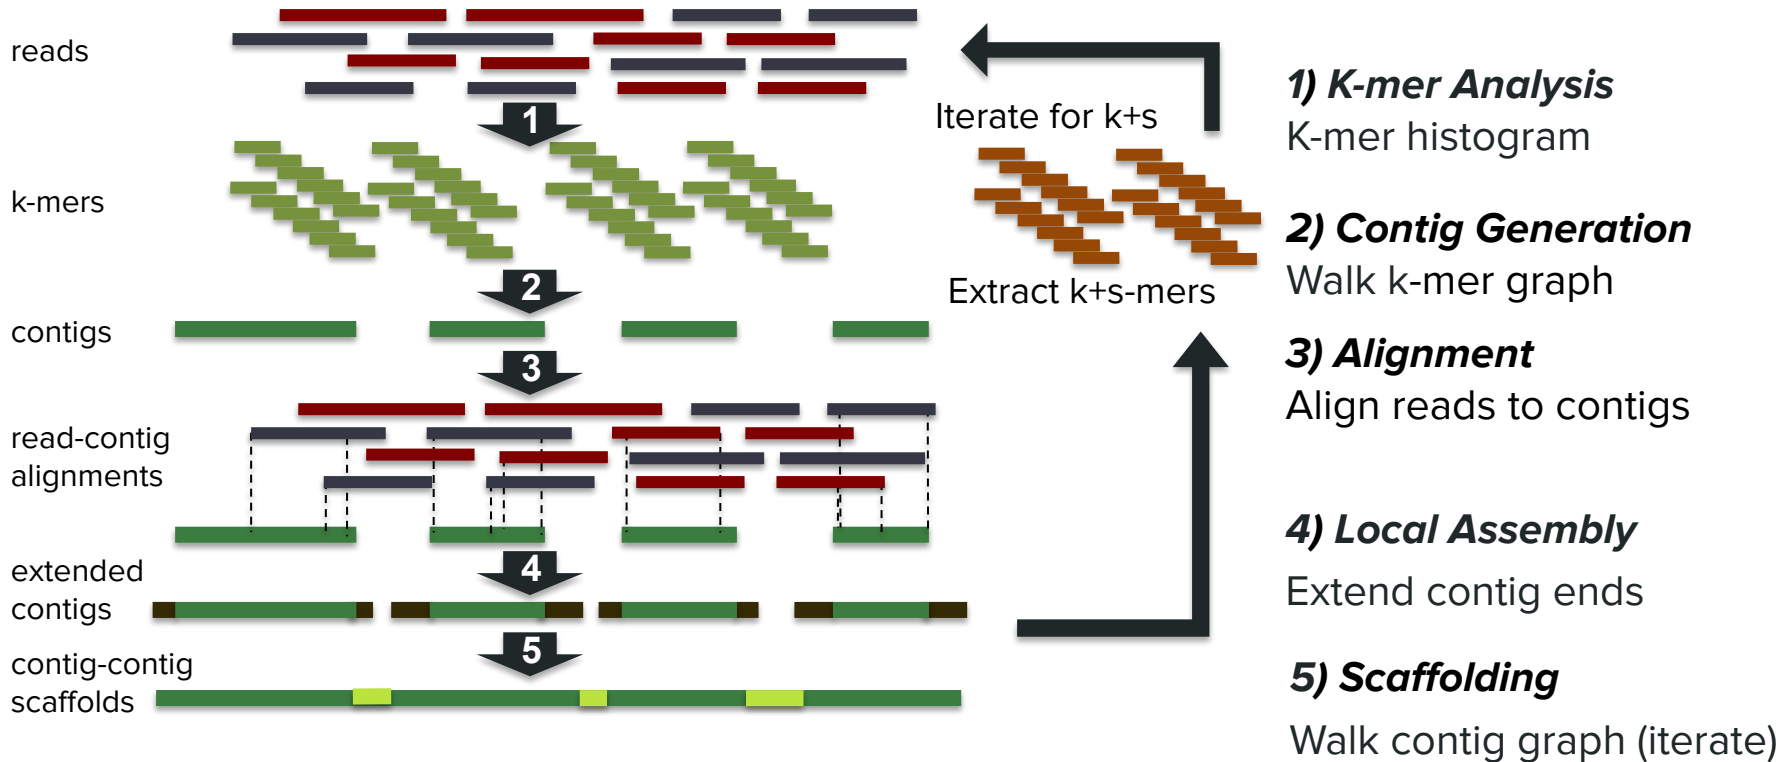 reads
1
Iterate for k+s
k-mers
2
Extract k+s-mers
contigs
3
read-contig
alignments
4
extended
contigs
5
contig-contig
scaffolds
1) K-mer Analysis
K-mer histogram
2) Contig Generation
Walk k-mer graph
3) Alignment
Align reads to contigs
4) Local Assembly
Extend contig ends
5) Scaffolding
Walk contig graph (iterate)